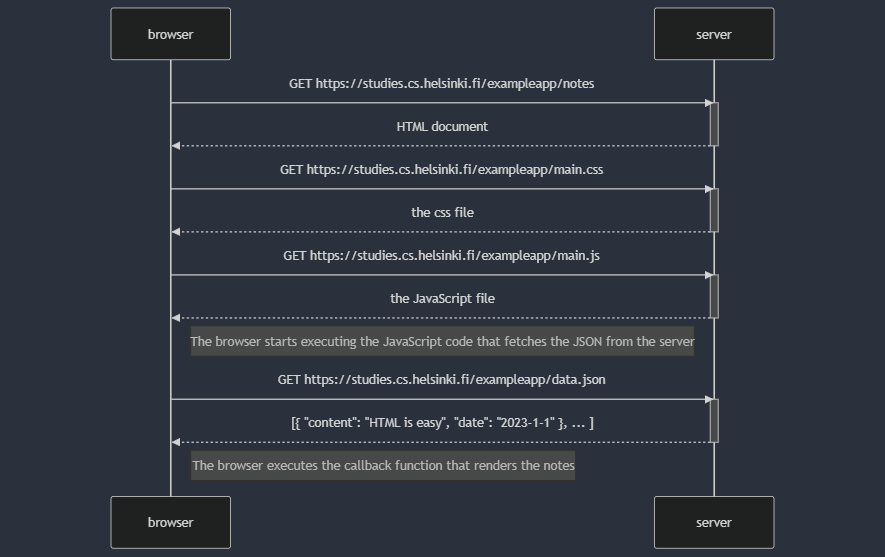 browser
server
GET https://studies.cs.helsinki.fi/exampleapp/notes
HTML document
GET https://studies.cs.helsinki.fi/exampleapp/main.css
the css file
GET https://studies.cs.helsinki.fi/exampleapp/main.js
the JavaScript file
The browser starts executing the JavaScript code that fetches the JSON from the server
GET https://studies.cs.helsinki.fi/exampleapp/data.json
[{ "content": "HTML is easy", "date": "2023-1-1" }, ... ]
The browser executes the callback function that renders the notes
browser
server